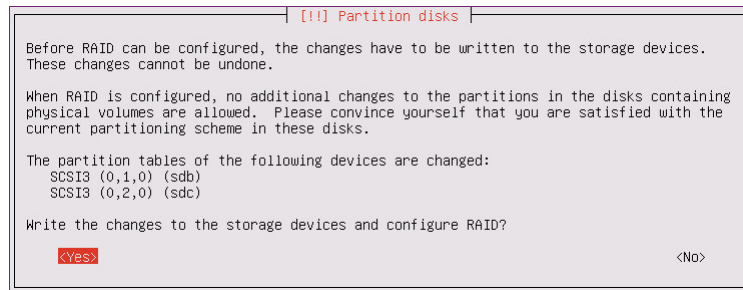 [!!] Partition disks
Before RAID can be configured, the changes have to be written to the storage devices.
These changes cannot be undone.
When RAID is configured, no additional changes to the partitions in the disks containing
physical volumes are allowed.  Please convince yourself that you are satisfied with the
current partitioning scheme in these disks.
The partition tables of the following devices are changed:
SCSI3 (0,1,0) (sdb)
SCSI3 (0,2,0) (sdc)
Write the changes to the storage devices and configure RAID?
<Yes> <No>